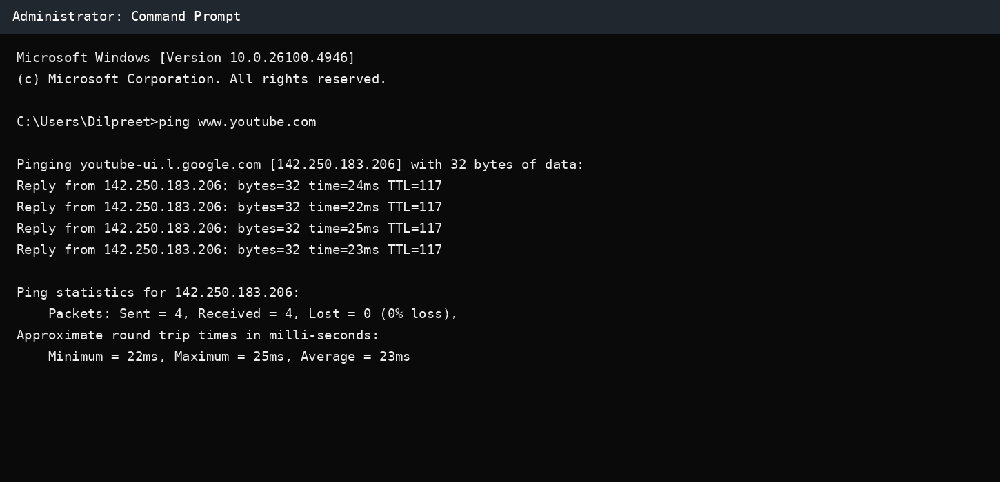 Administrator: Command Prompt
Microsoft Windows [Version 10.0.26100.4946]
(c) Microsoft Corporation. All rights reserved.
C:\Users\Dilpreet>ping www.youtube.com
Pinging youtube-ui.l.google.com [142.250.183.206] with 32 bytes of data:
Reply from 142.250.183.206: bytes=32 time=24ms TTL=117
Reply from 142.250.183.206: bytes=32 time=22ms TTL=117
Reply from 142.250.183.206: bytes=32 time=25ms TTL=117
Reply from 142.250.183.206: bytes=32 time=23ms TTL=117
Ping statistics for 142.250.183.206:
    Packets: Sent = 4, Received = 4, Lost = 0 (0% loss),
Approximate round trip times in milli-seconds:
    Minimum = 22ms, Maximum = 25ms, Average = 23ms